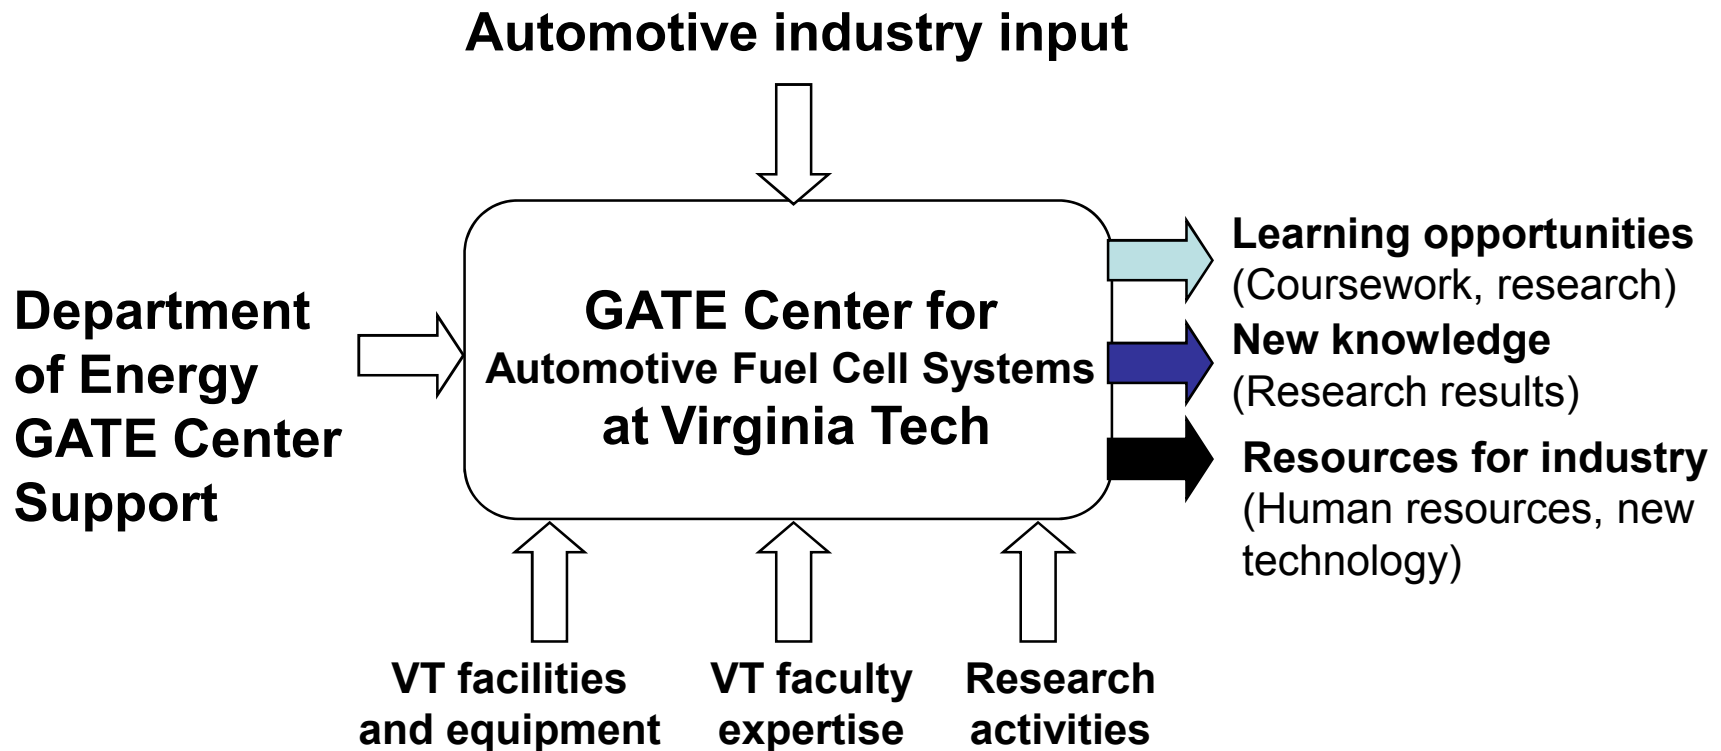 Automotive industry input
Department
of Energy
GATE Center
Support
GATE Center for
Automotive Fuel Cell Systems
at Virginia Tech
Learning opportunities
(Coursework, research)
New knowledge
(Research results)
Resources for industry
(Human resources, new
technology)
VT facilities
and equipment
VT faculty
expertise
Research
activities